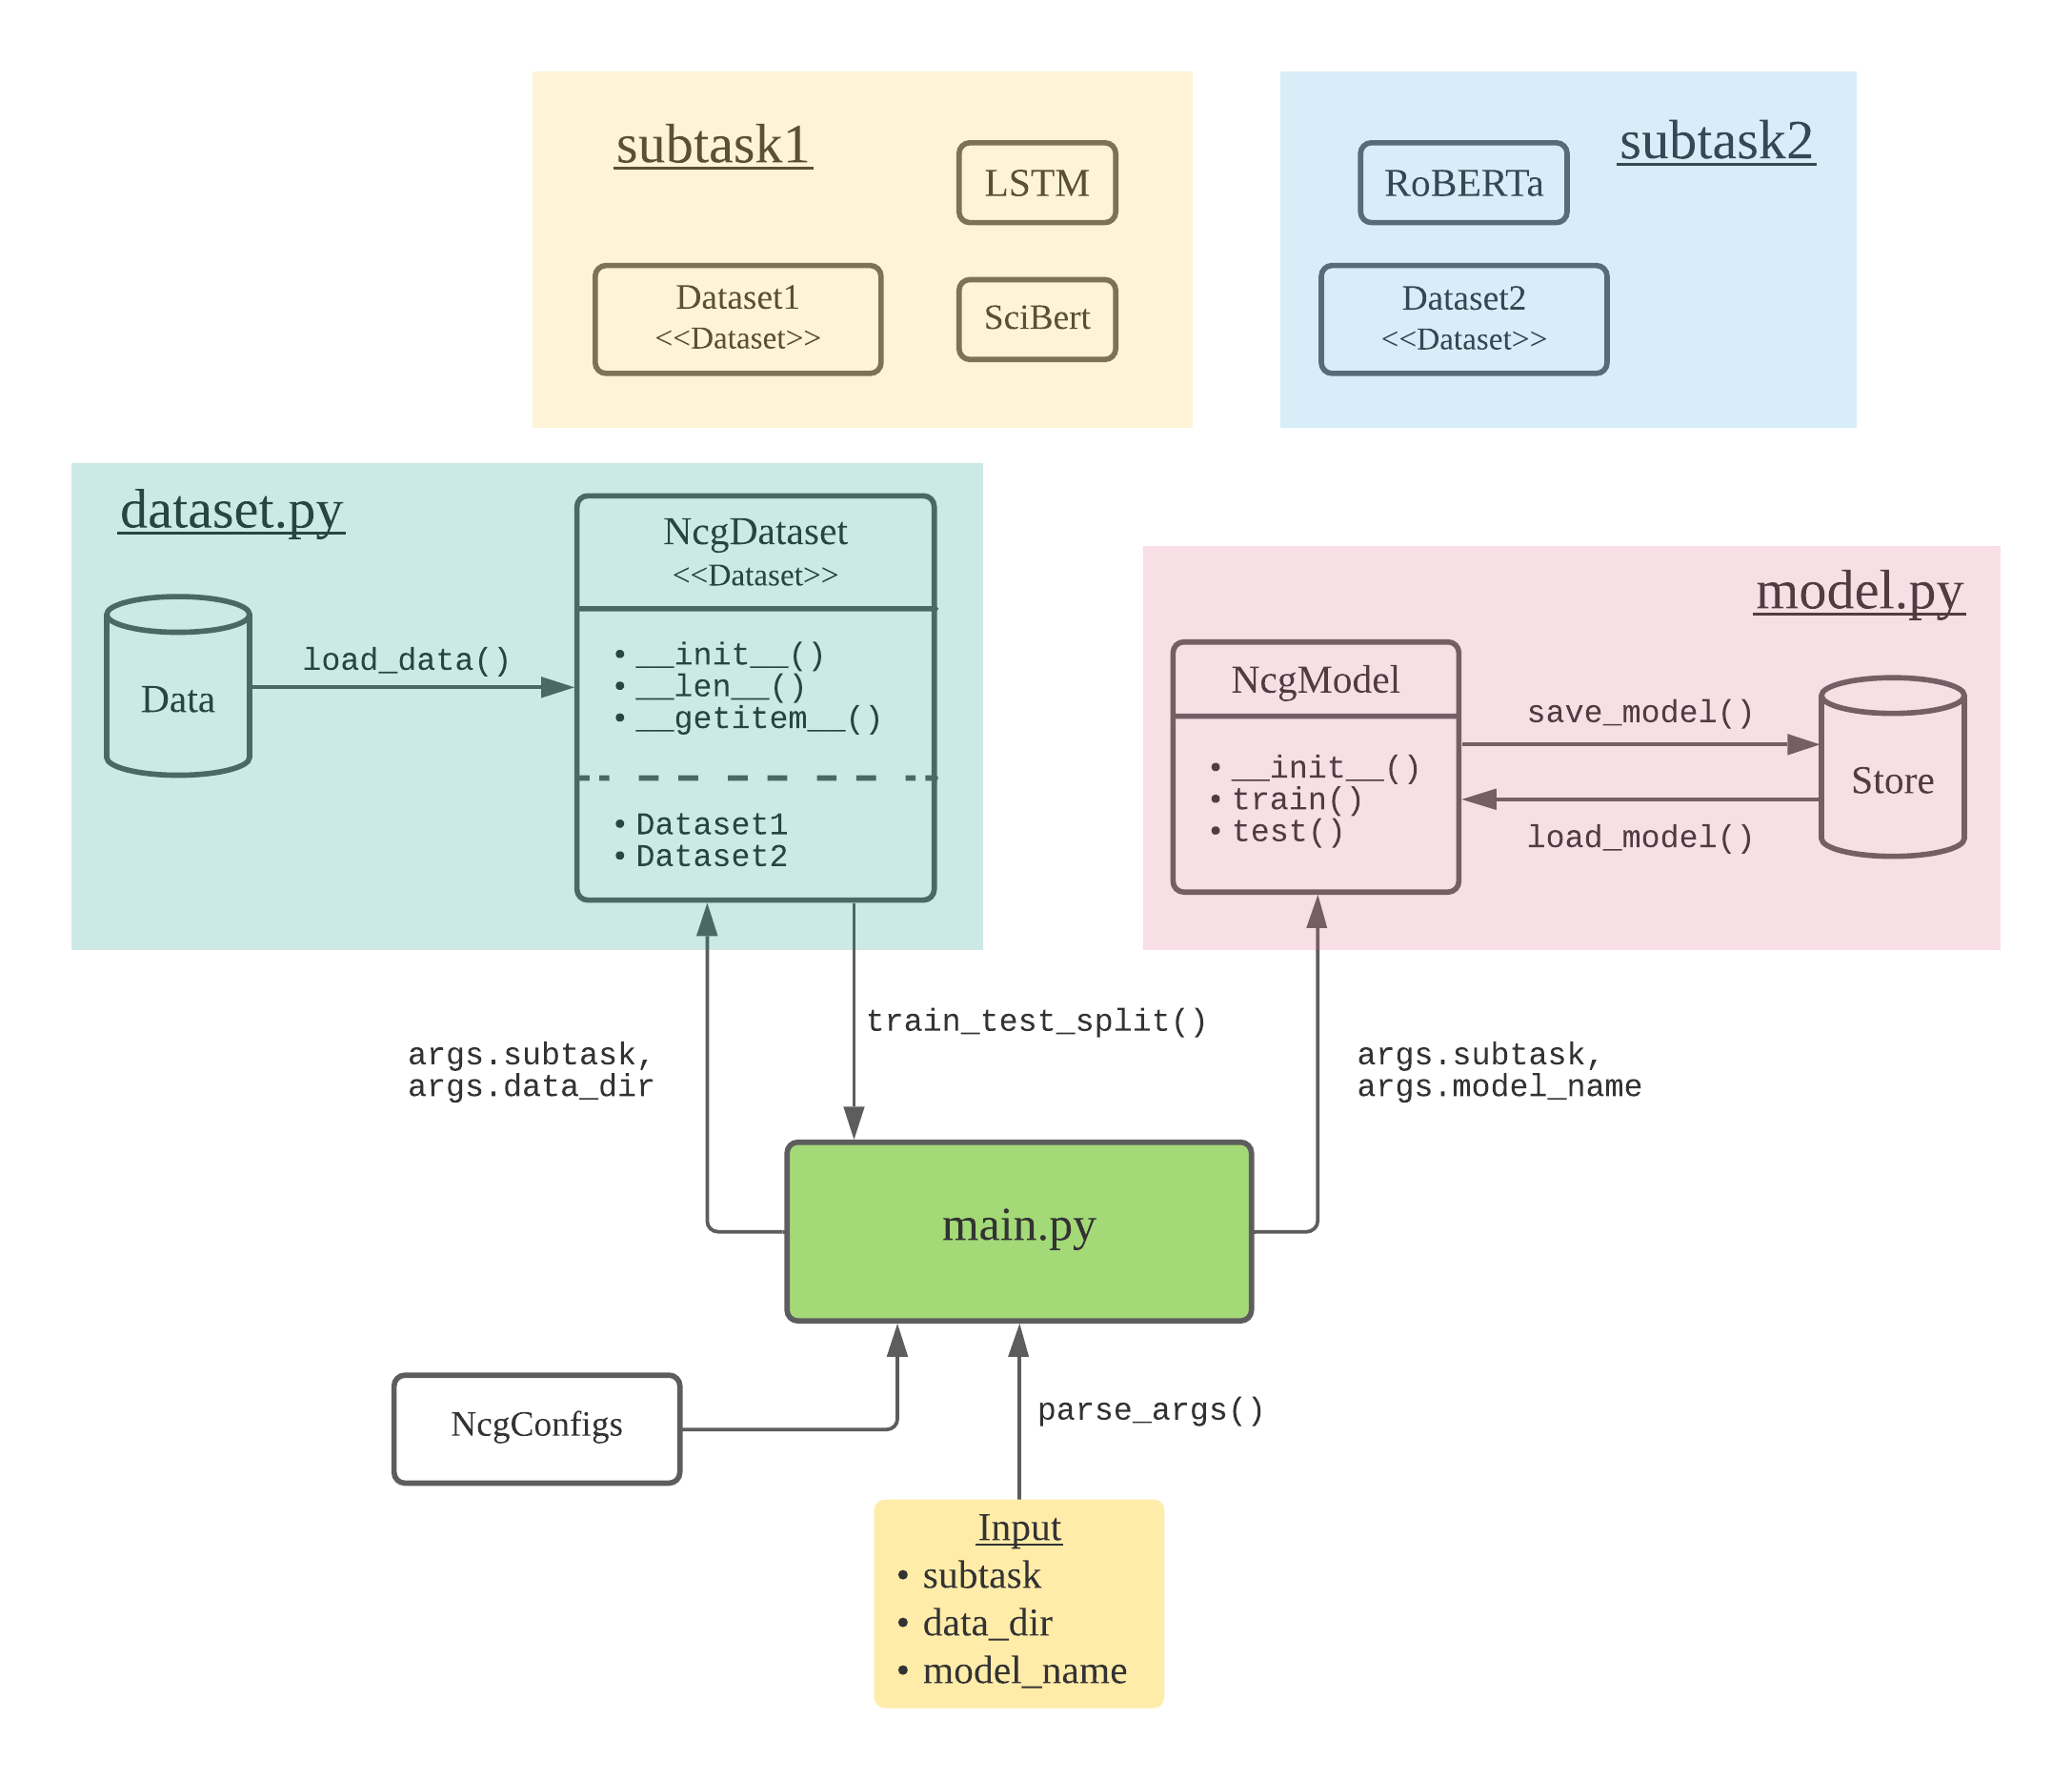 subtask1
LSTM
Dataset1
<<Dataset>>
SciBert
subtask2
RoBERTa
Dataset2
<<Dataset>>
dataset.py
Data
load_data()
NcgDataset
<<Dataset>>
• __init__()
• __len__()
• __getitem__()
• Dataset1
• Dataset2
model.py
NcgModel
• __init__()
• train()
• test()
save_model()
load_model()
Store
args.subtask,
args.data_dir
train_test_split()
args.subtask,
args.model_name
main.py
NcgConfigs
parse_args()
Input
• subtask
• data_dir
• model_name